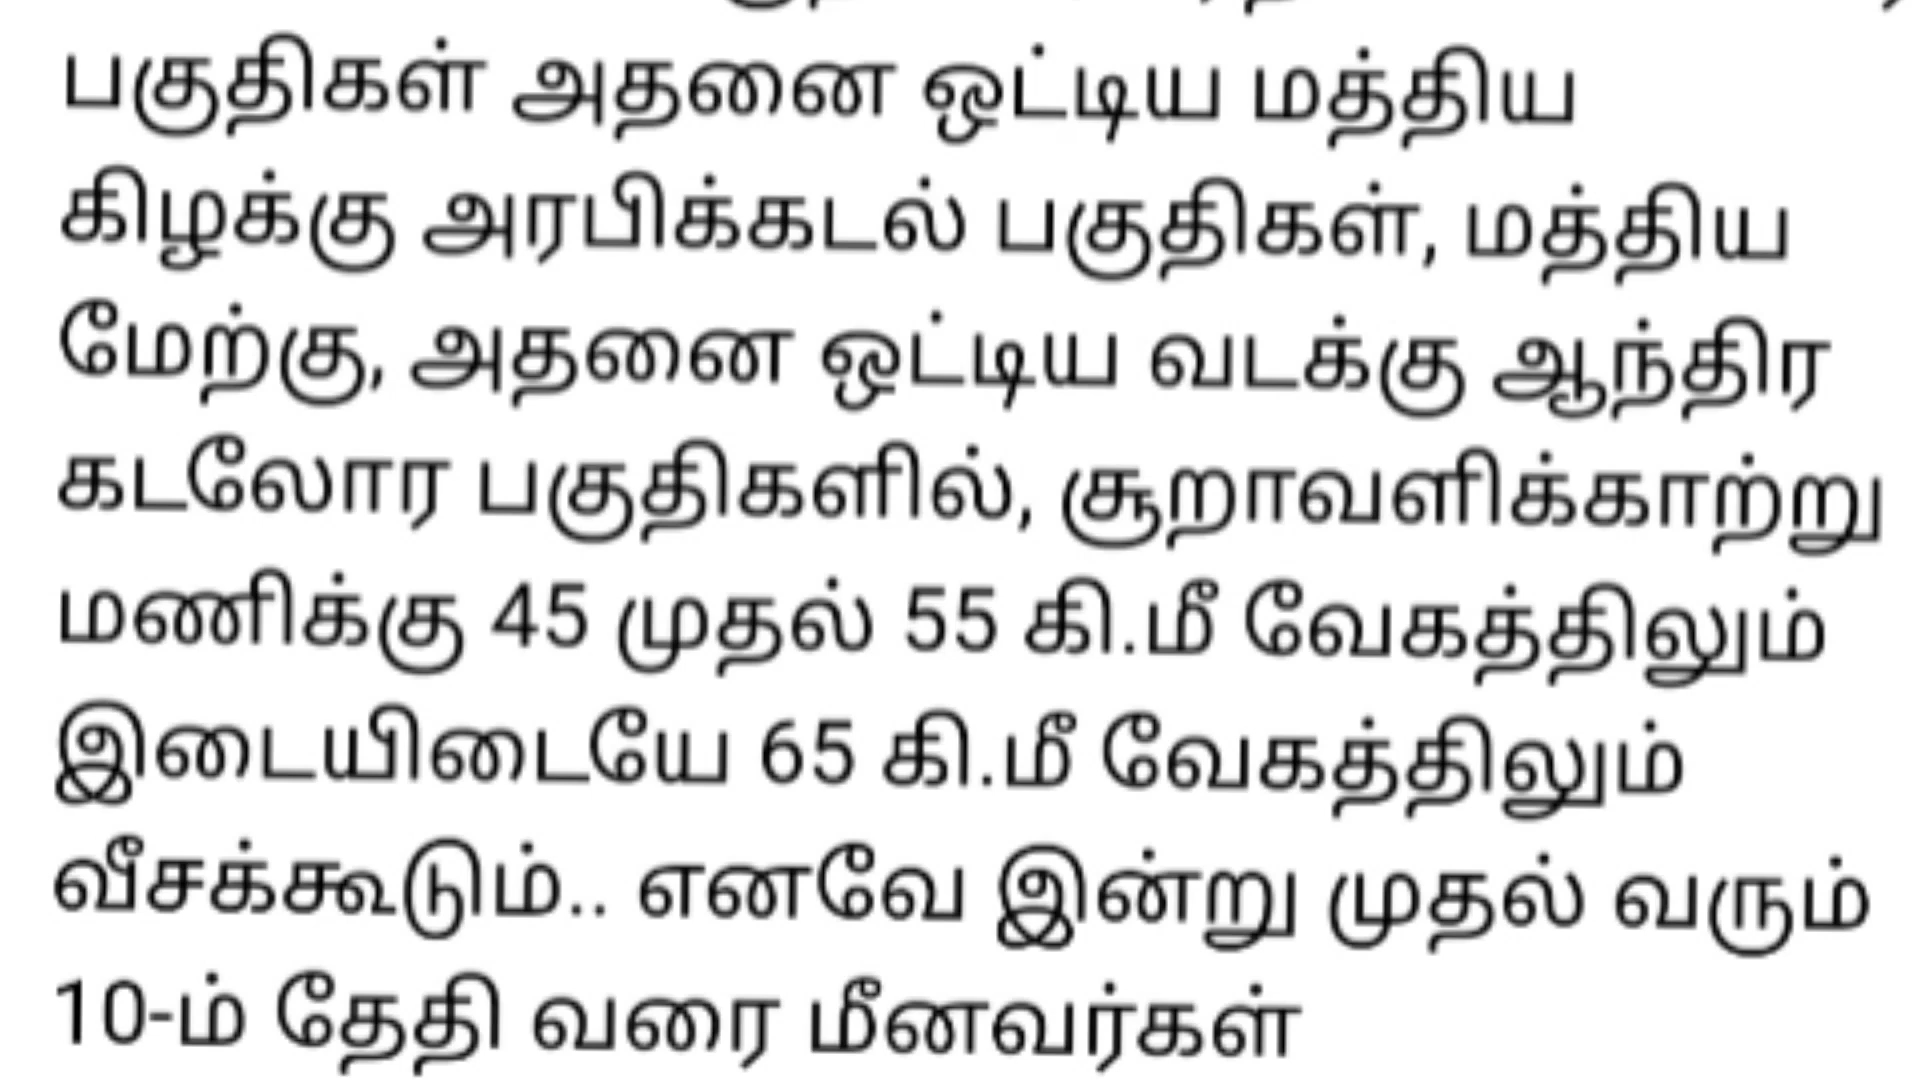 பகுதிகள் அதனை ஒட்டிய மத்திய
கிழக்கு அரபிக்கடல் பகுதிகள், மத்திய
மேற்கு, அதனை ஒட்டிய வடக்கு ஆந்திர
கடலோர பகுதிகளில், சூறாவளிக்காற்று
மணிக்கு 45 முதல் 55 கி.மீ வேகத்திலும்
இடையிடையே 65 கி.மீ வேகத்திலும்
வீசக்கூடும்.. எனவே இன்று முதல் வரும்
10-ம் தேதி வரை மீனவர்கள்